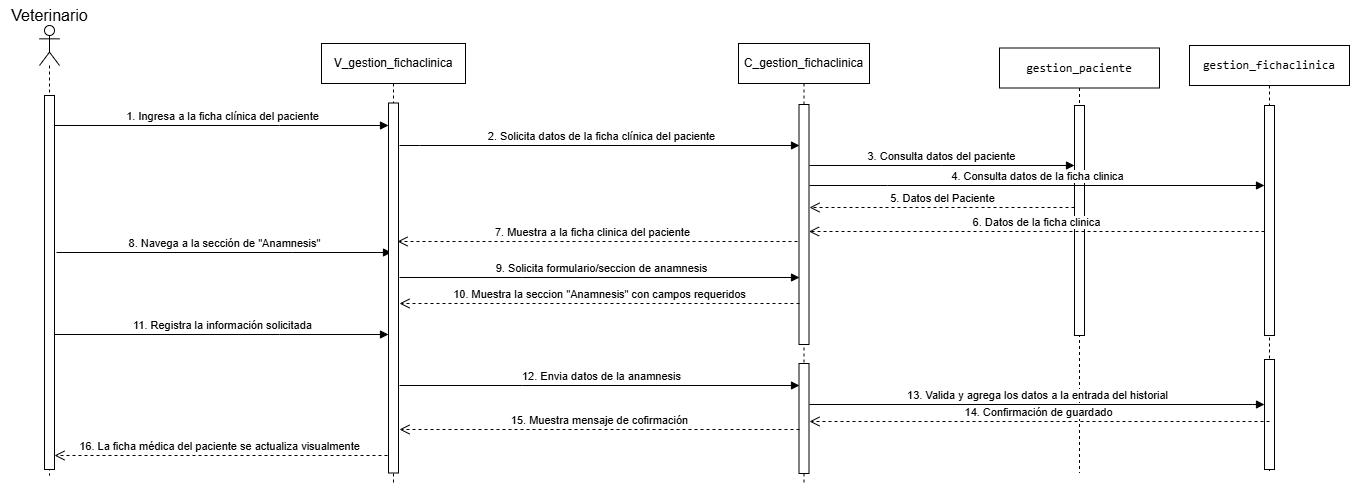 Veterinario
V_gestion_fichaclinica
C_gestion_fichaclinica
gestion_paciente
gestion_fichaclinica
1. Ingresa a la ficha clínica del paciente
2. Solicita datos de la ficha clínica del paciente
3. Consulta datos del paciente
4. Consulta datos de la ficha clinica
5. Datos del Paciente
6. Datos de la ficha clinica
7. Muestra a la ficha clinica del paciente
8. Navega a la sección de "Anamnesis"
9. Solicita formulario/seccion de anamnesis
10. Muestra la seccion "Anamnesis" con campos requeridos
11. Registra la información solicitada
12. Envia datos de la anamnesis
13. Valida y agrega los datos a la entrada del historial
14. Confirmación de guardado
15. Muestra mensaje de cofirmación
16. La ficha médica del paciente se actualiza visualmente